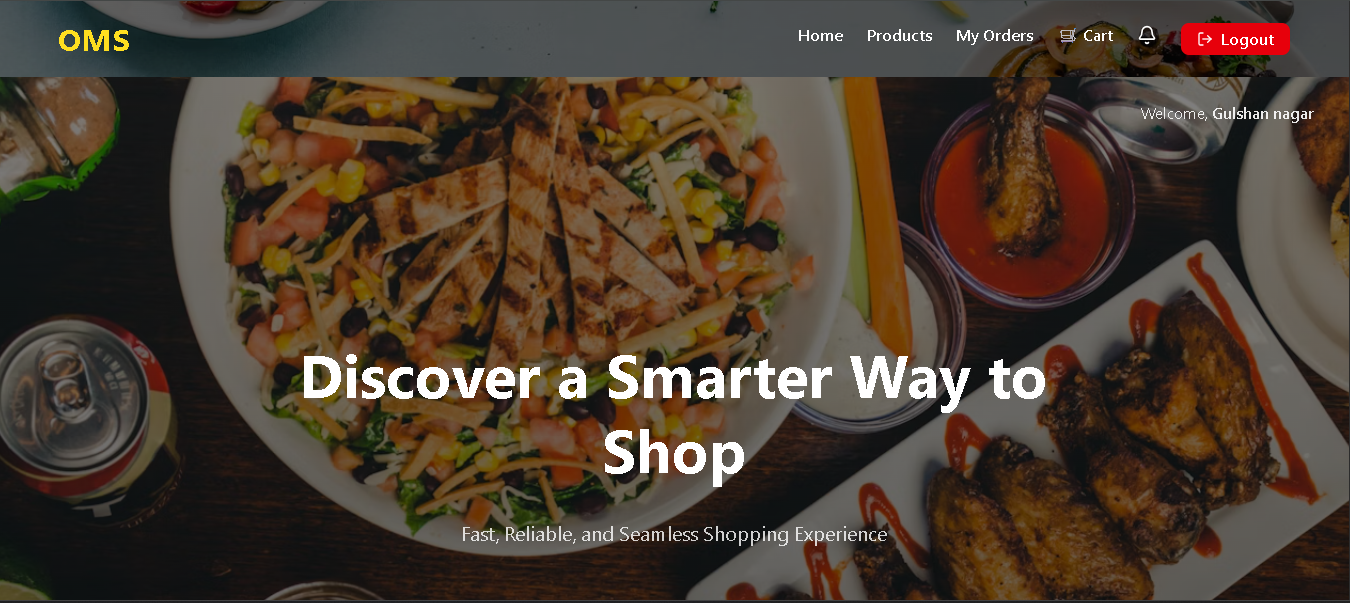 OMS
Home Products My Orders Cart Logout
Welcome, Gulshan nagar
Discover a Smarter Way to
Shop
Fast, Reliable, and Seamless Shopping Experience